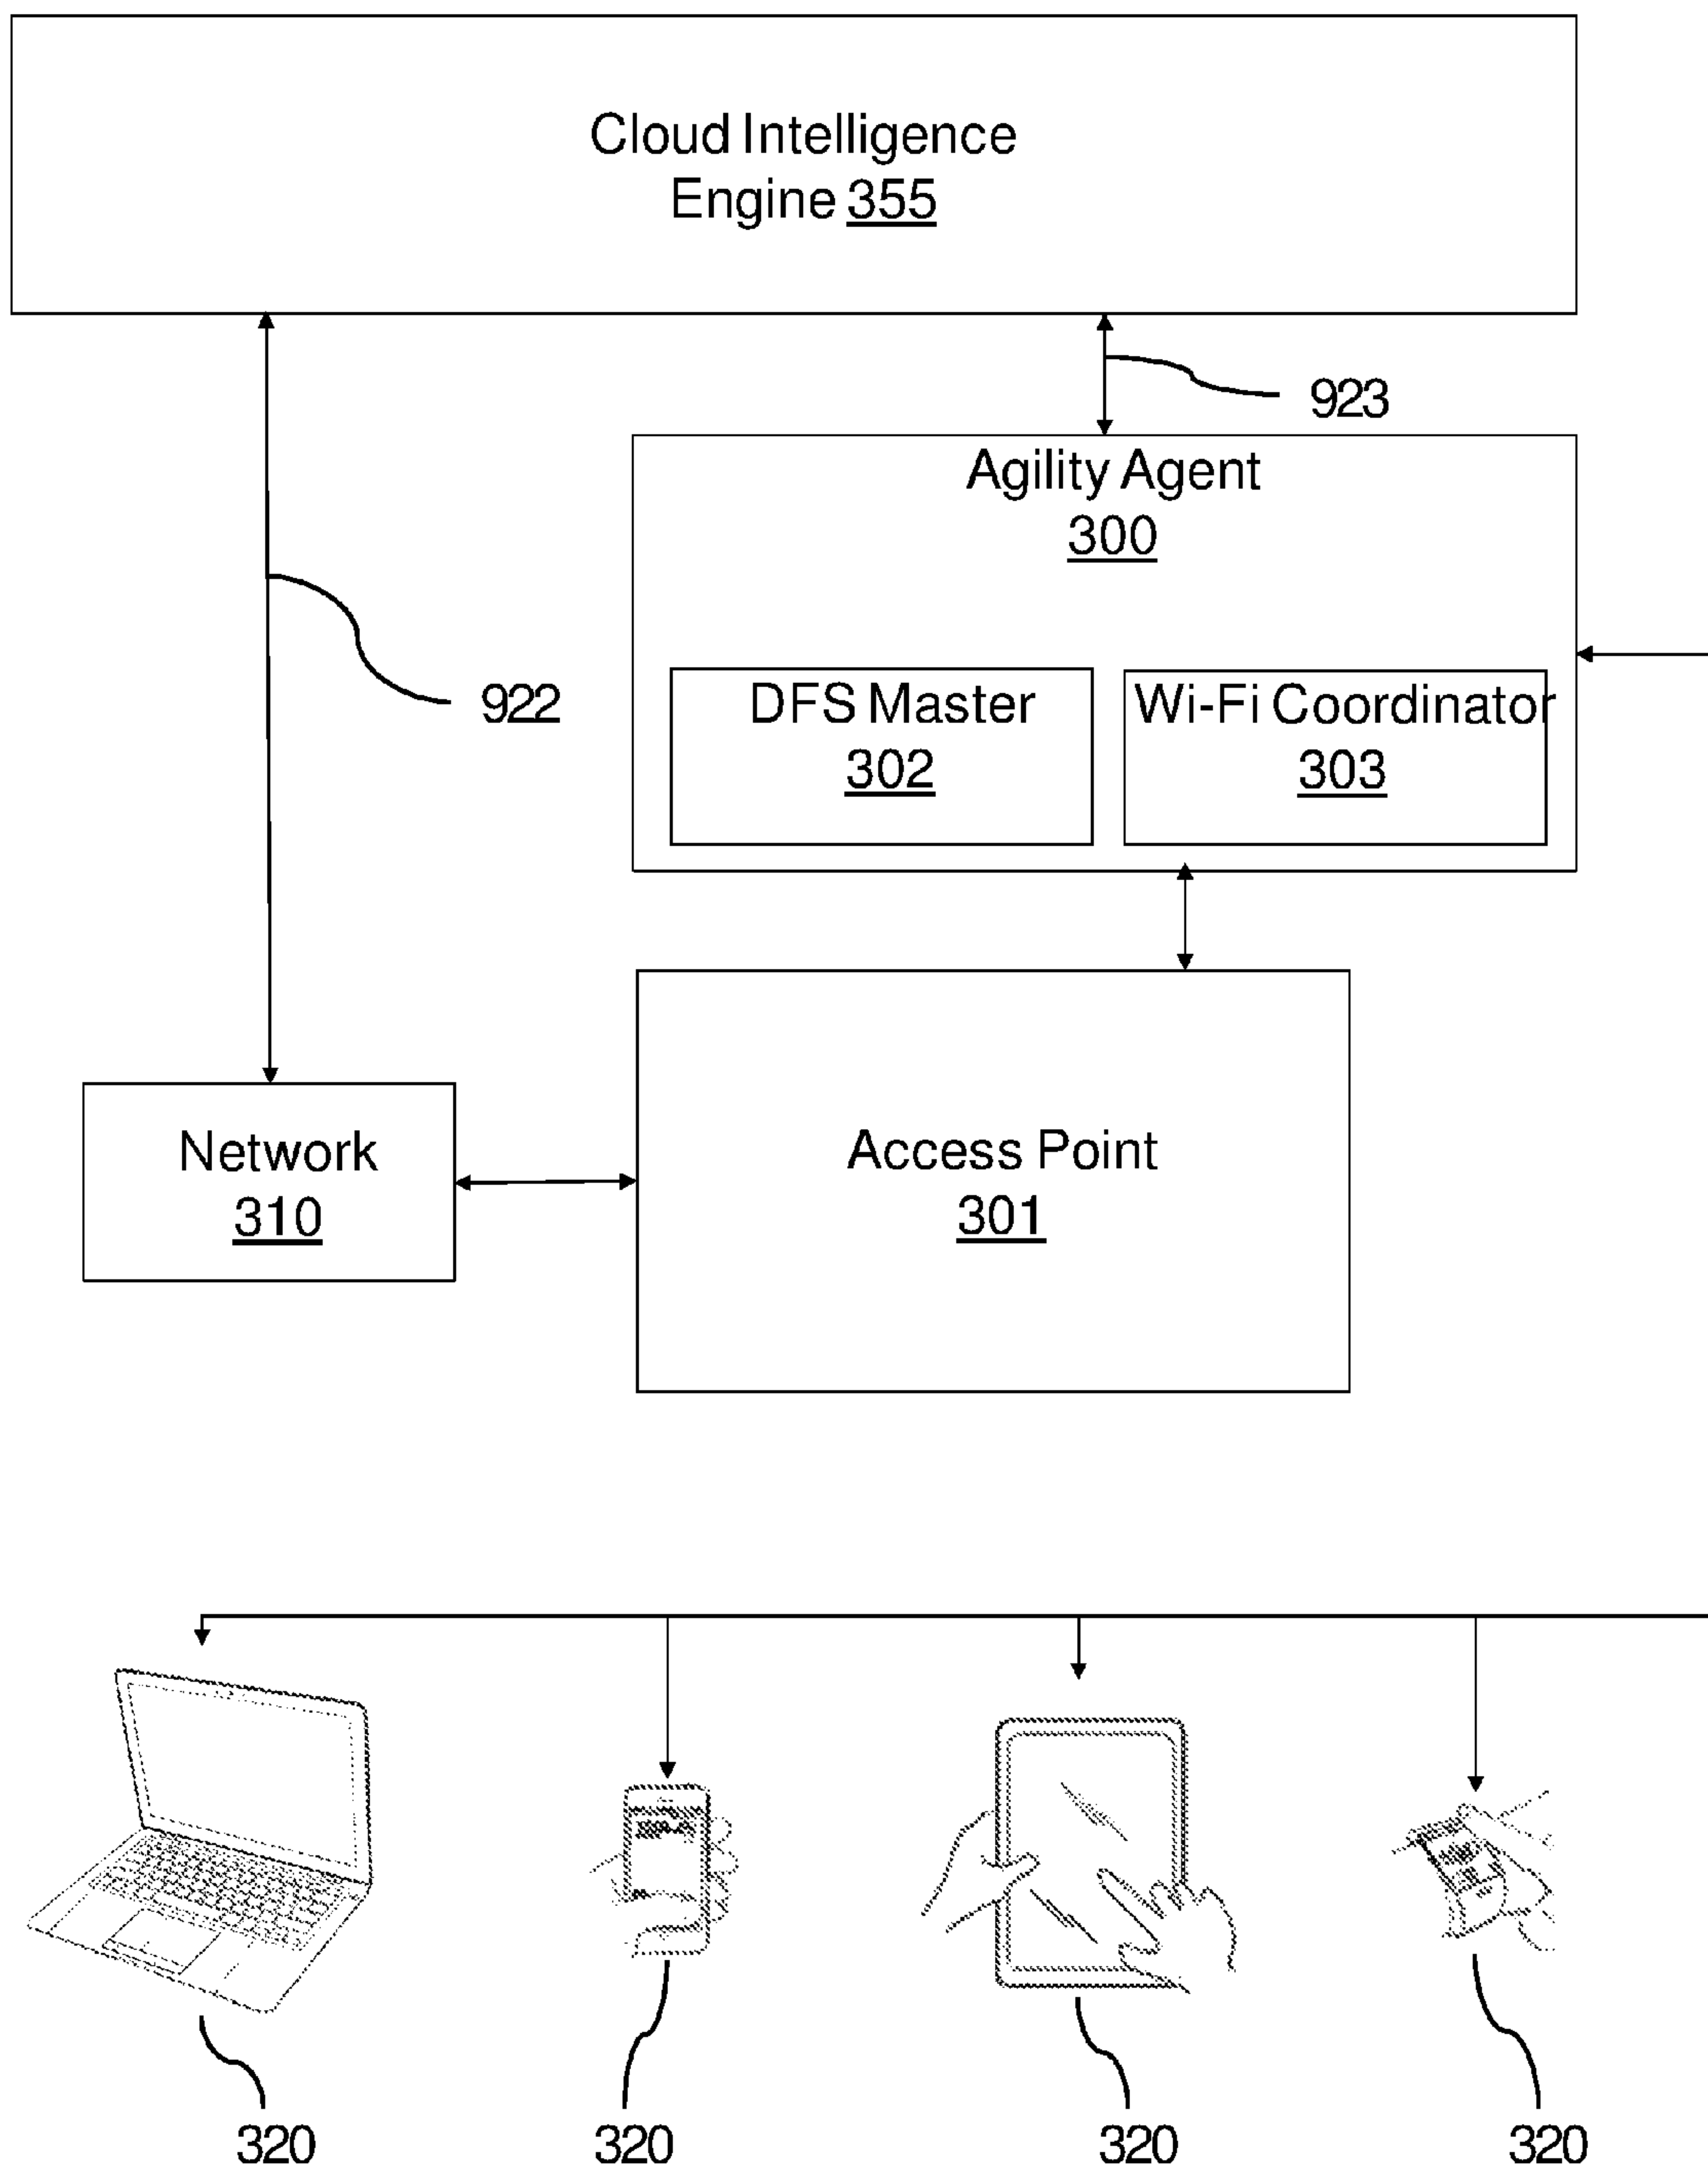 Cloud Intelligence
Engine 355
923
Agility Agent
300
922
DFS Master
302
Wi-Fi Coordinator
303
Network
310
Access Point
301
320
320
320
320